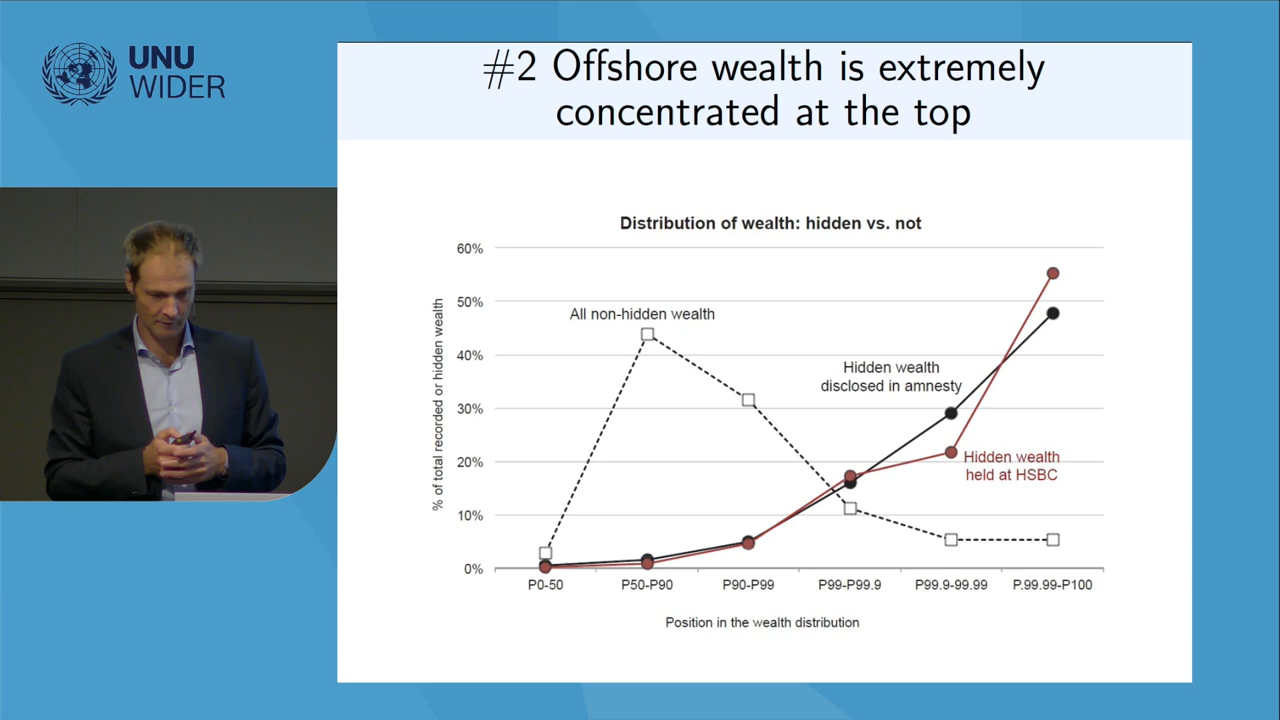 UNU
WIDER
#2 Offshore wealth is extremely
concentrated at the top
Distribution of wealth: hidden vs. not
60%
50%
40%
30%
20%
10%
0%
% of total recorded or hidden wealth
All non-hidden wealth
Hidden wealth
disclosed in amnesty
Hidden wealth
held at HSBC
P0-50
P50-P90
P90-P99
P99-P99.9
P99.9-99.99
P.99.99-P100
Position in the wealth distribution